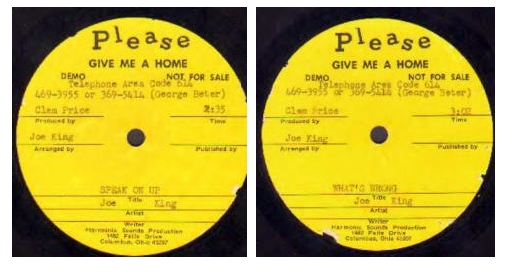 Please
GIVE ME A HOME
DEMO NOT FOR SALE
Telephone Area Code 614
469-3955 or 369-5414 (George Beter)
Clem Price 2:35
Produced by Time
Joe King
Arranged by Published by
SPEAK ON UP
Title
Joe King
Artist
Writer
Harmonic Sounds Production
1482 Falls Drive
Columbus, Ohio 43207
Please
GIVE ME A HOME
DEMO NOT FOR SALE
Telephone Area Code 614
469-3955 or 369-5414 (George Beter)
Clem Price 3:02
Produced by Time
Joe King
Arranged by Published by
WHAT'S WRONG
Title
Joe King
Artist
Writer
Harmonic Sounds Production
1482 Falls Drive
Columbus, Ohio 43207